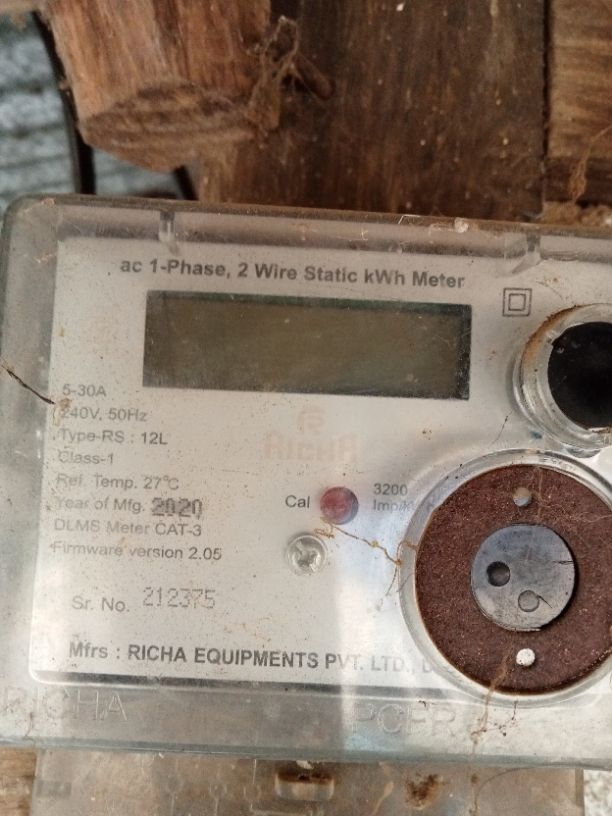 ac 1-Phase, 2 Wire Static kWh Meter
5-30A
240V, 50Hz
Type-RS : 12L
Class-1
Ref. Temp. 27°C
Year of Mfg. 2020
DLMS Meter CAT-3
Firmware version 2.05
RICHA
Cal
3200
Sr. No. 212375
Mfrs : RICHA EQUIPMENTS PVT. LTD.,
RICHA